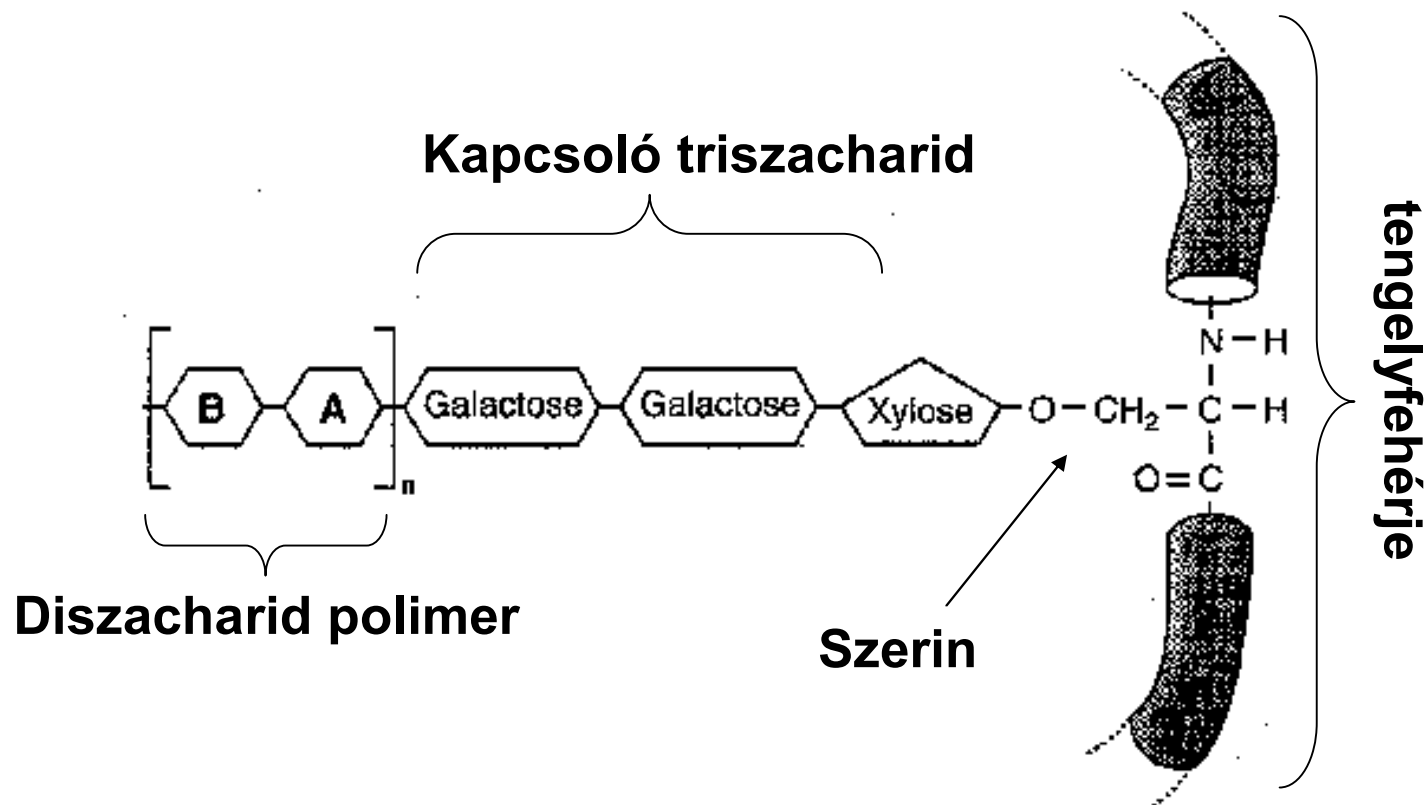 Kapcsoló triszacharid
tengelyfehérje
N–H
B A Galactose Galactose Xylose O–CH₂–C–H
n
O=C
Diszacharid polimer
Szerin